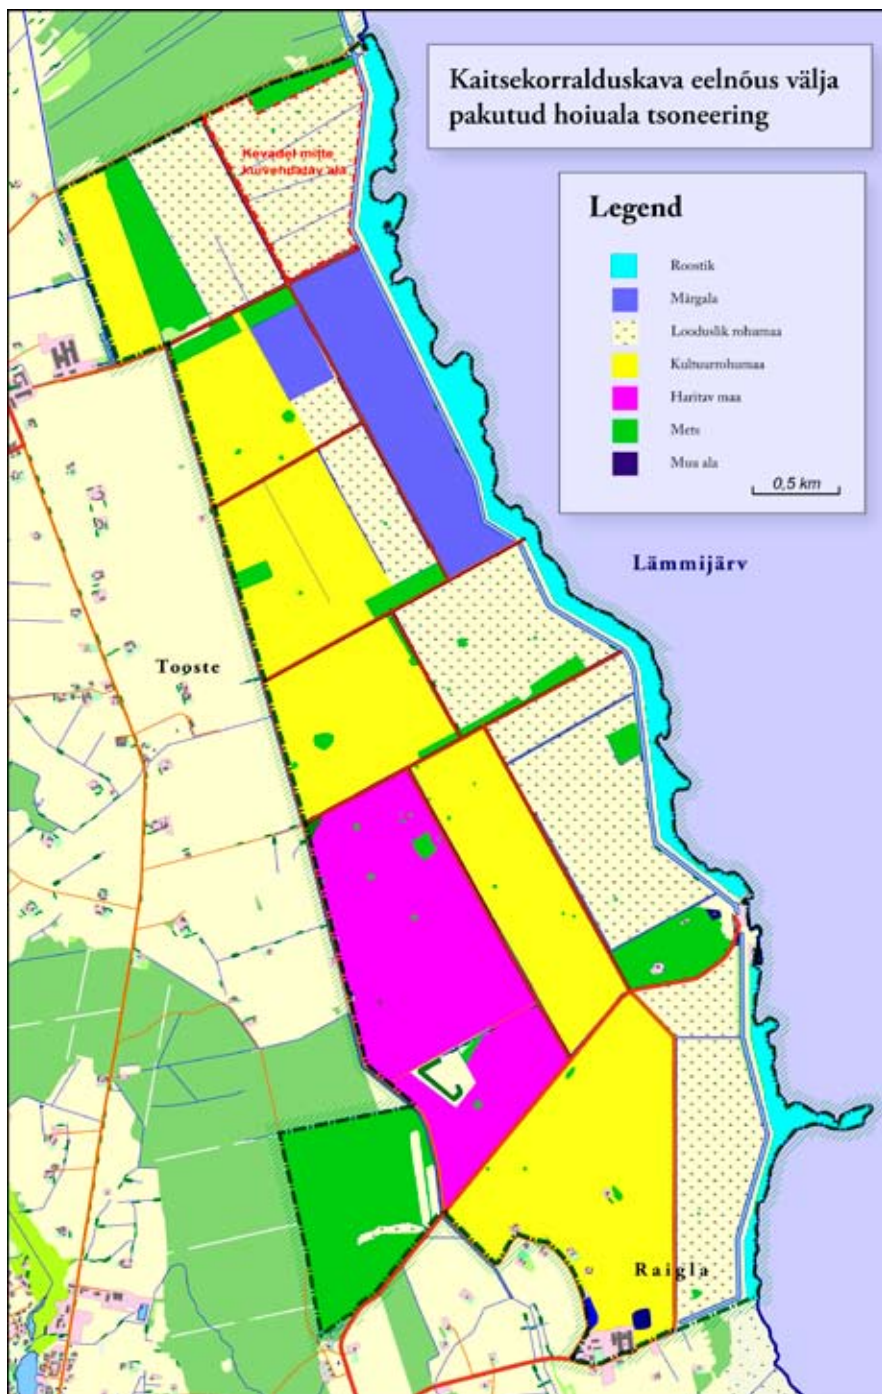 Kaitsekorralduskava eelnõus välja
pakutud hoiuala tsoneering
Kevadel mitte
kuivendatav ala
Legend
Roostik
Märgala
Looduslik rohumaa
Kultuurrohumaa
Haritav maa
Mets
Muu ala
0,5 km
Lämmijärv
Tooste
Raigla